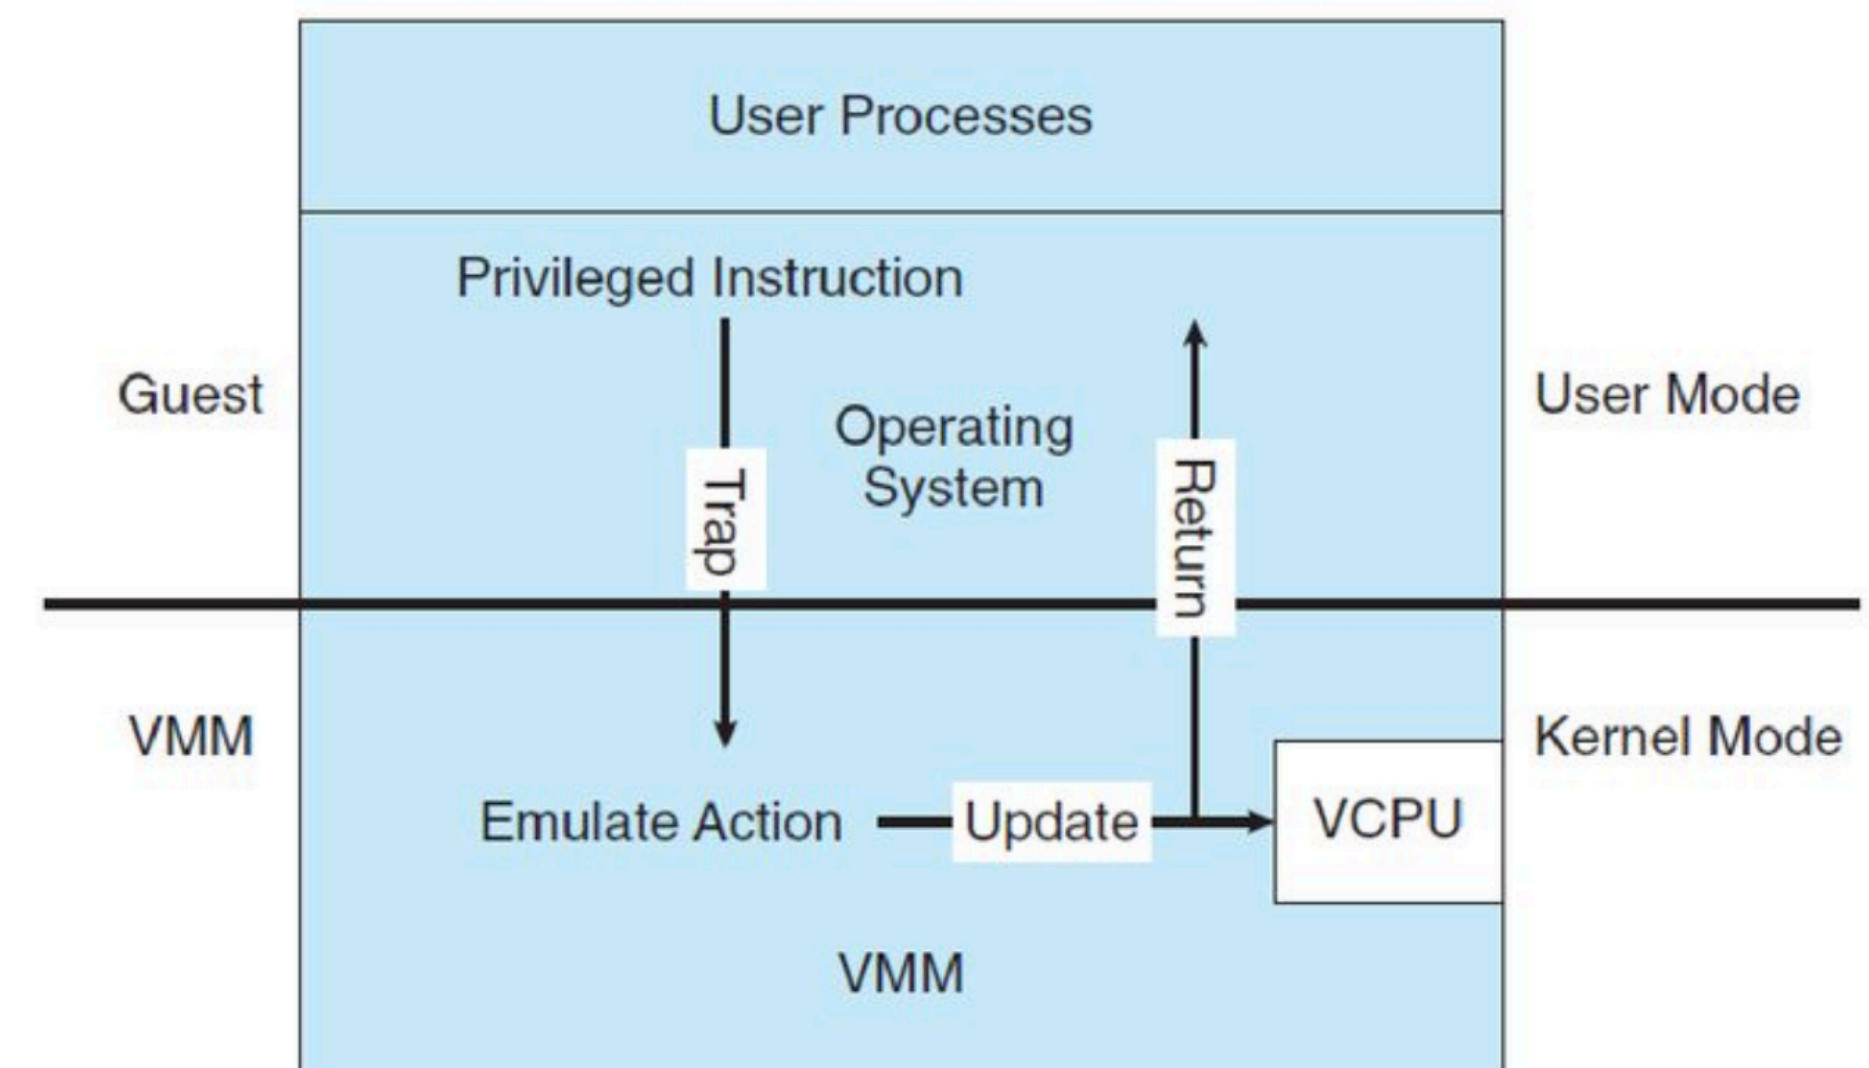 User Processes
Privileged Instruction
Guest
User Mode
Operating
System
Trap
Return
VMM
Kernel Mode
Emulate Action
Update
VCPU
VMM